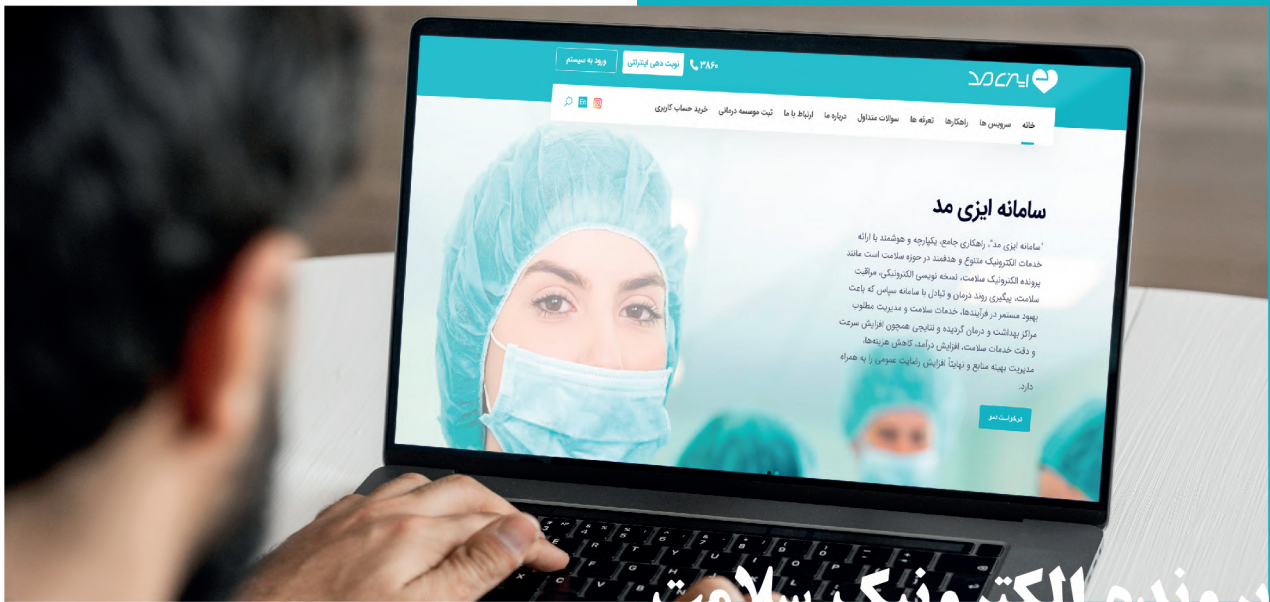 ایزی مد
۳۸۶۰
نوبت دهی اینترنتی
ورود به سیستم
خانه سرویس ها راهکارها تعرفه ها سوالات متداول درباره ما ارتباط با ما ثبت موسسه درمانی خرید حساب کاربری
En
سامانه ایزی مد
"سامانه ایزی مد"، راهکاری جامع، یکپارچه و هوشمند با ارائه
خدمات الکترونیک متنوع و هدفمند در حوزه سلامت است مانند
پرونده الکترونیک سلامت، نسخه نویسی الکترونیکی، مراقبت
سلامت، پیگیری روند درمان و تبادل با سامانه سپاس که باعث
بهبود مستمر در فرآیندها، خدمات سلامت و مدیریت مطلوب
مراکز بهداشت و درمان گردیده و نتایجی همچون افزایش سرعت
و دقت خدمات سلامت، افزایش درآمد، کاهش هزینه‌ها،
مدیریت بهینه منابع و نهایتاً افزایش رضایت عمومی را به همراه
دارد.
درخواست دمو
پرونده الکترونیک سلامت